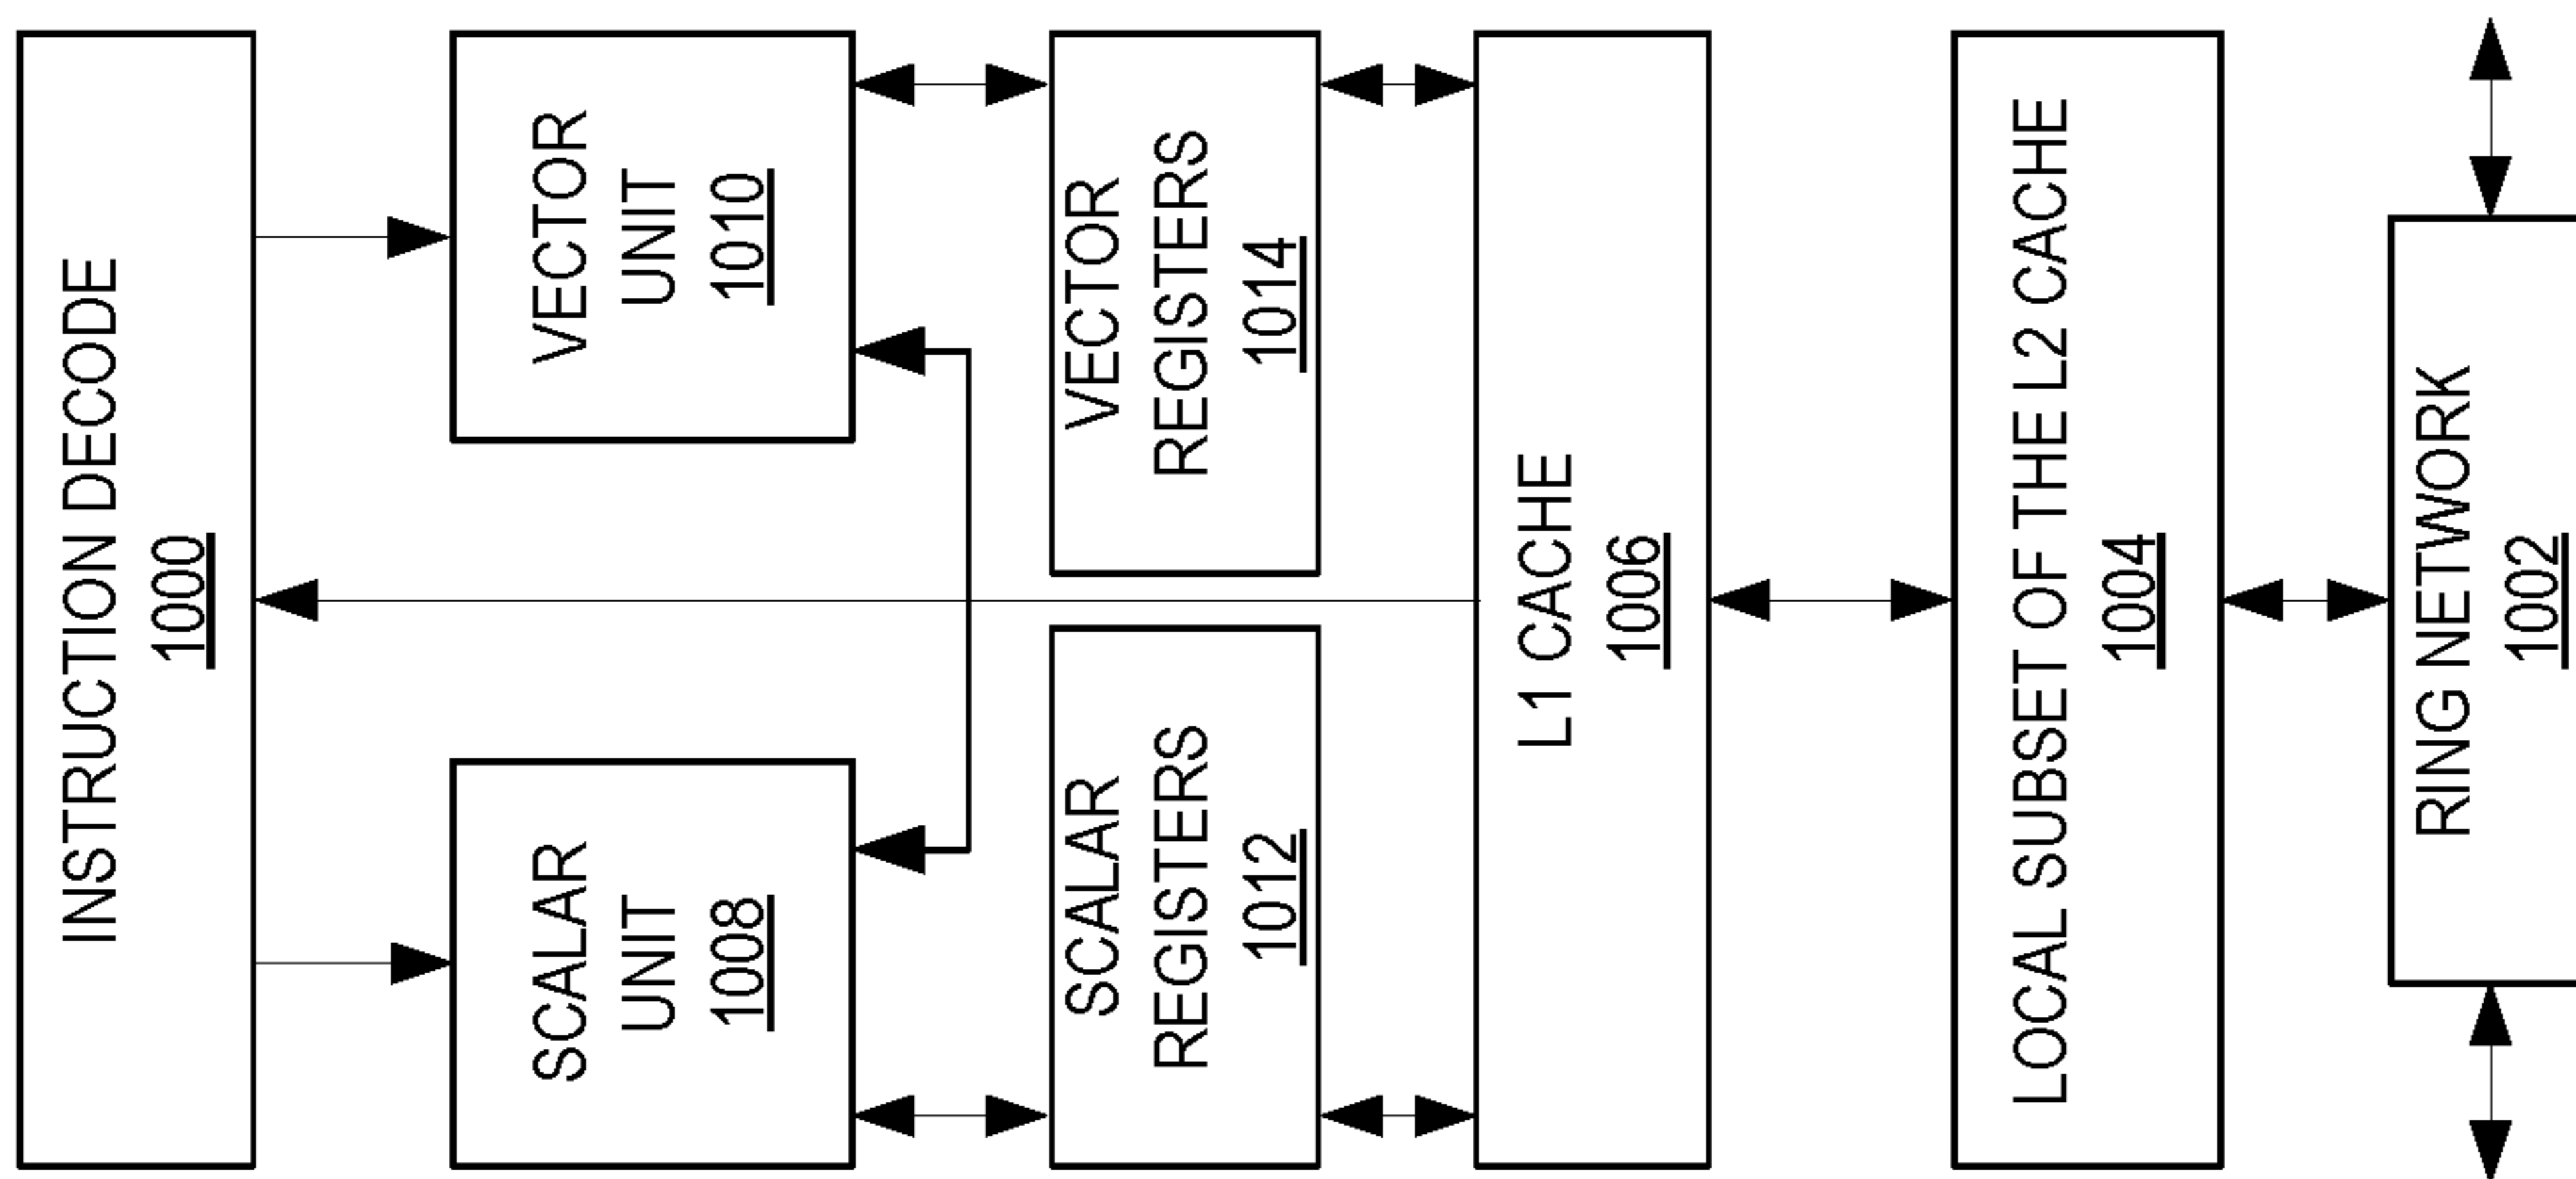 INSTRUCTION DECODE
1000
SCALAR
UNIT
1008
VECTOR
UNIT
1010
SCALAR
REGISTERS
1012
VECTOR
REGISTERS
1014
L1 CACHE
1006
LOCAL SUBSET OF THE L2 CACHE
1004
RING NETWORK
1002